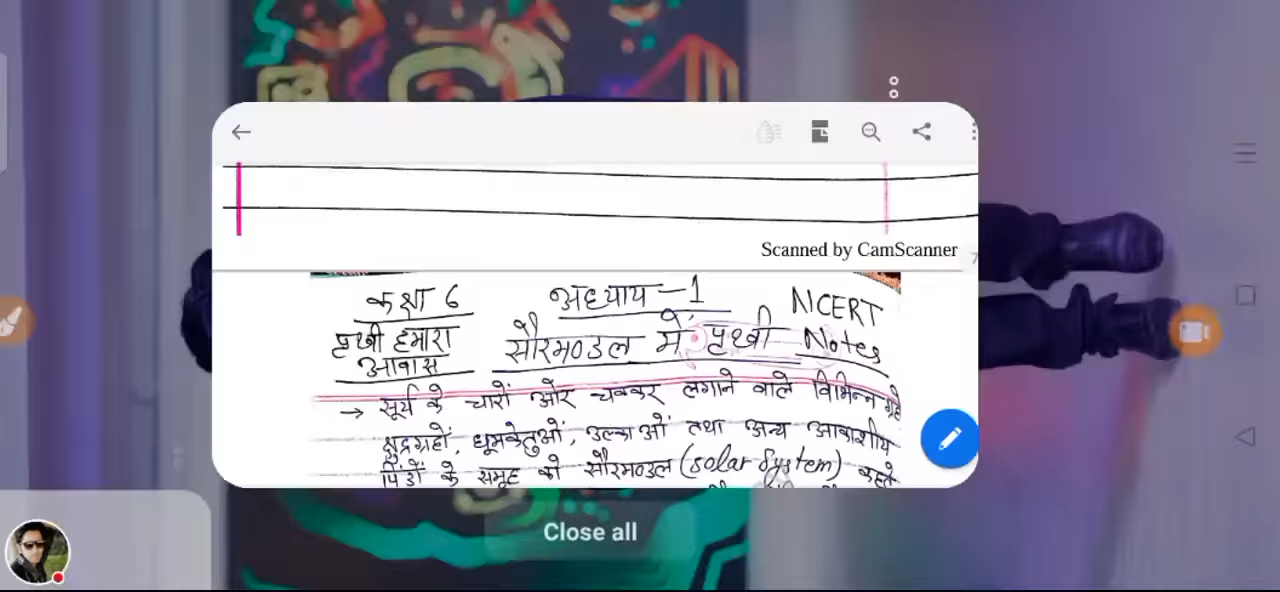 Scanned by CamScanner
कक्षा 6
पृथ्वी हमारा
आवास
अध्याय - 1
सौरमण्डल में पृथ्वी
NCERT
Notes
→ सूर्य के चारों ओर चक्कर लगाने वाले विभिन्न ग्रहों
क्षुद्रग्रहों, धूमकेतुओं, उल्काओं तथा अन्य आकाशीय
पिंडों के समूह को सौरमण्डल (solar system) कहते
Close all